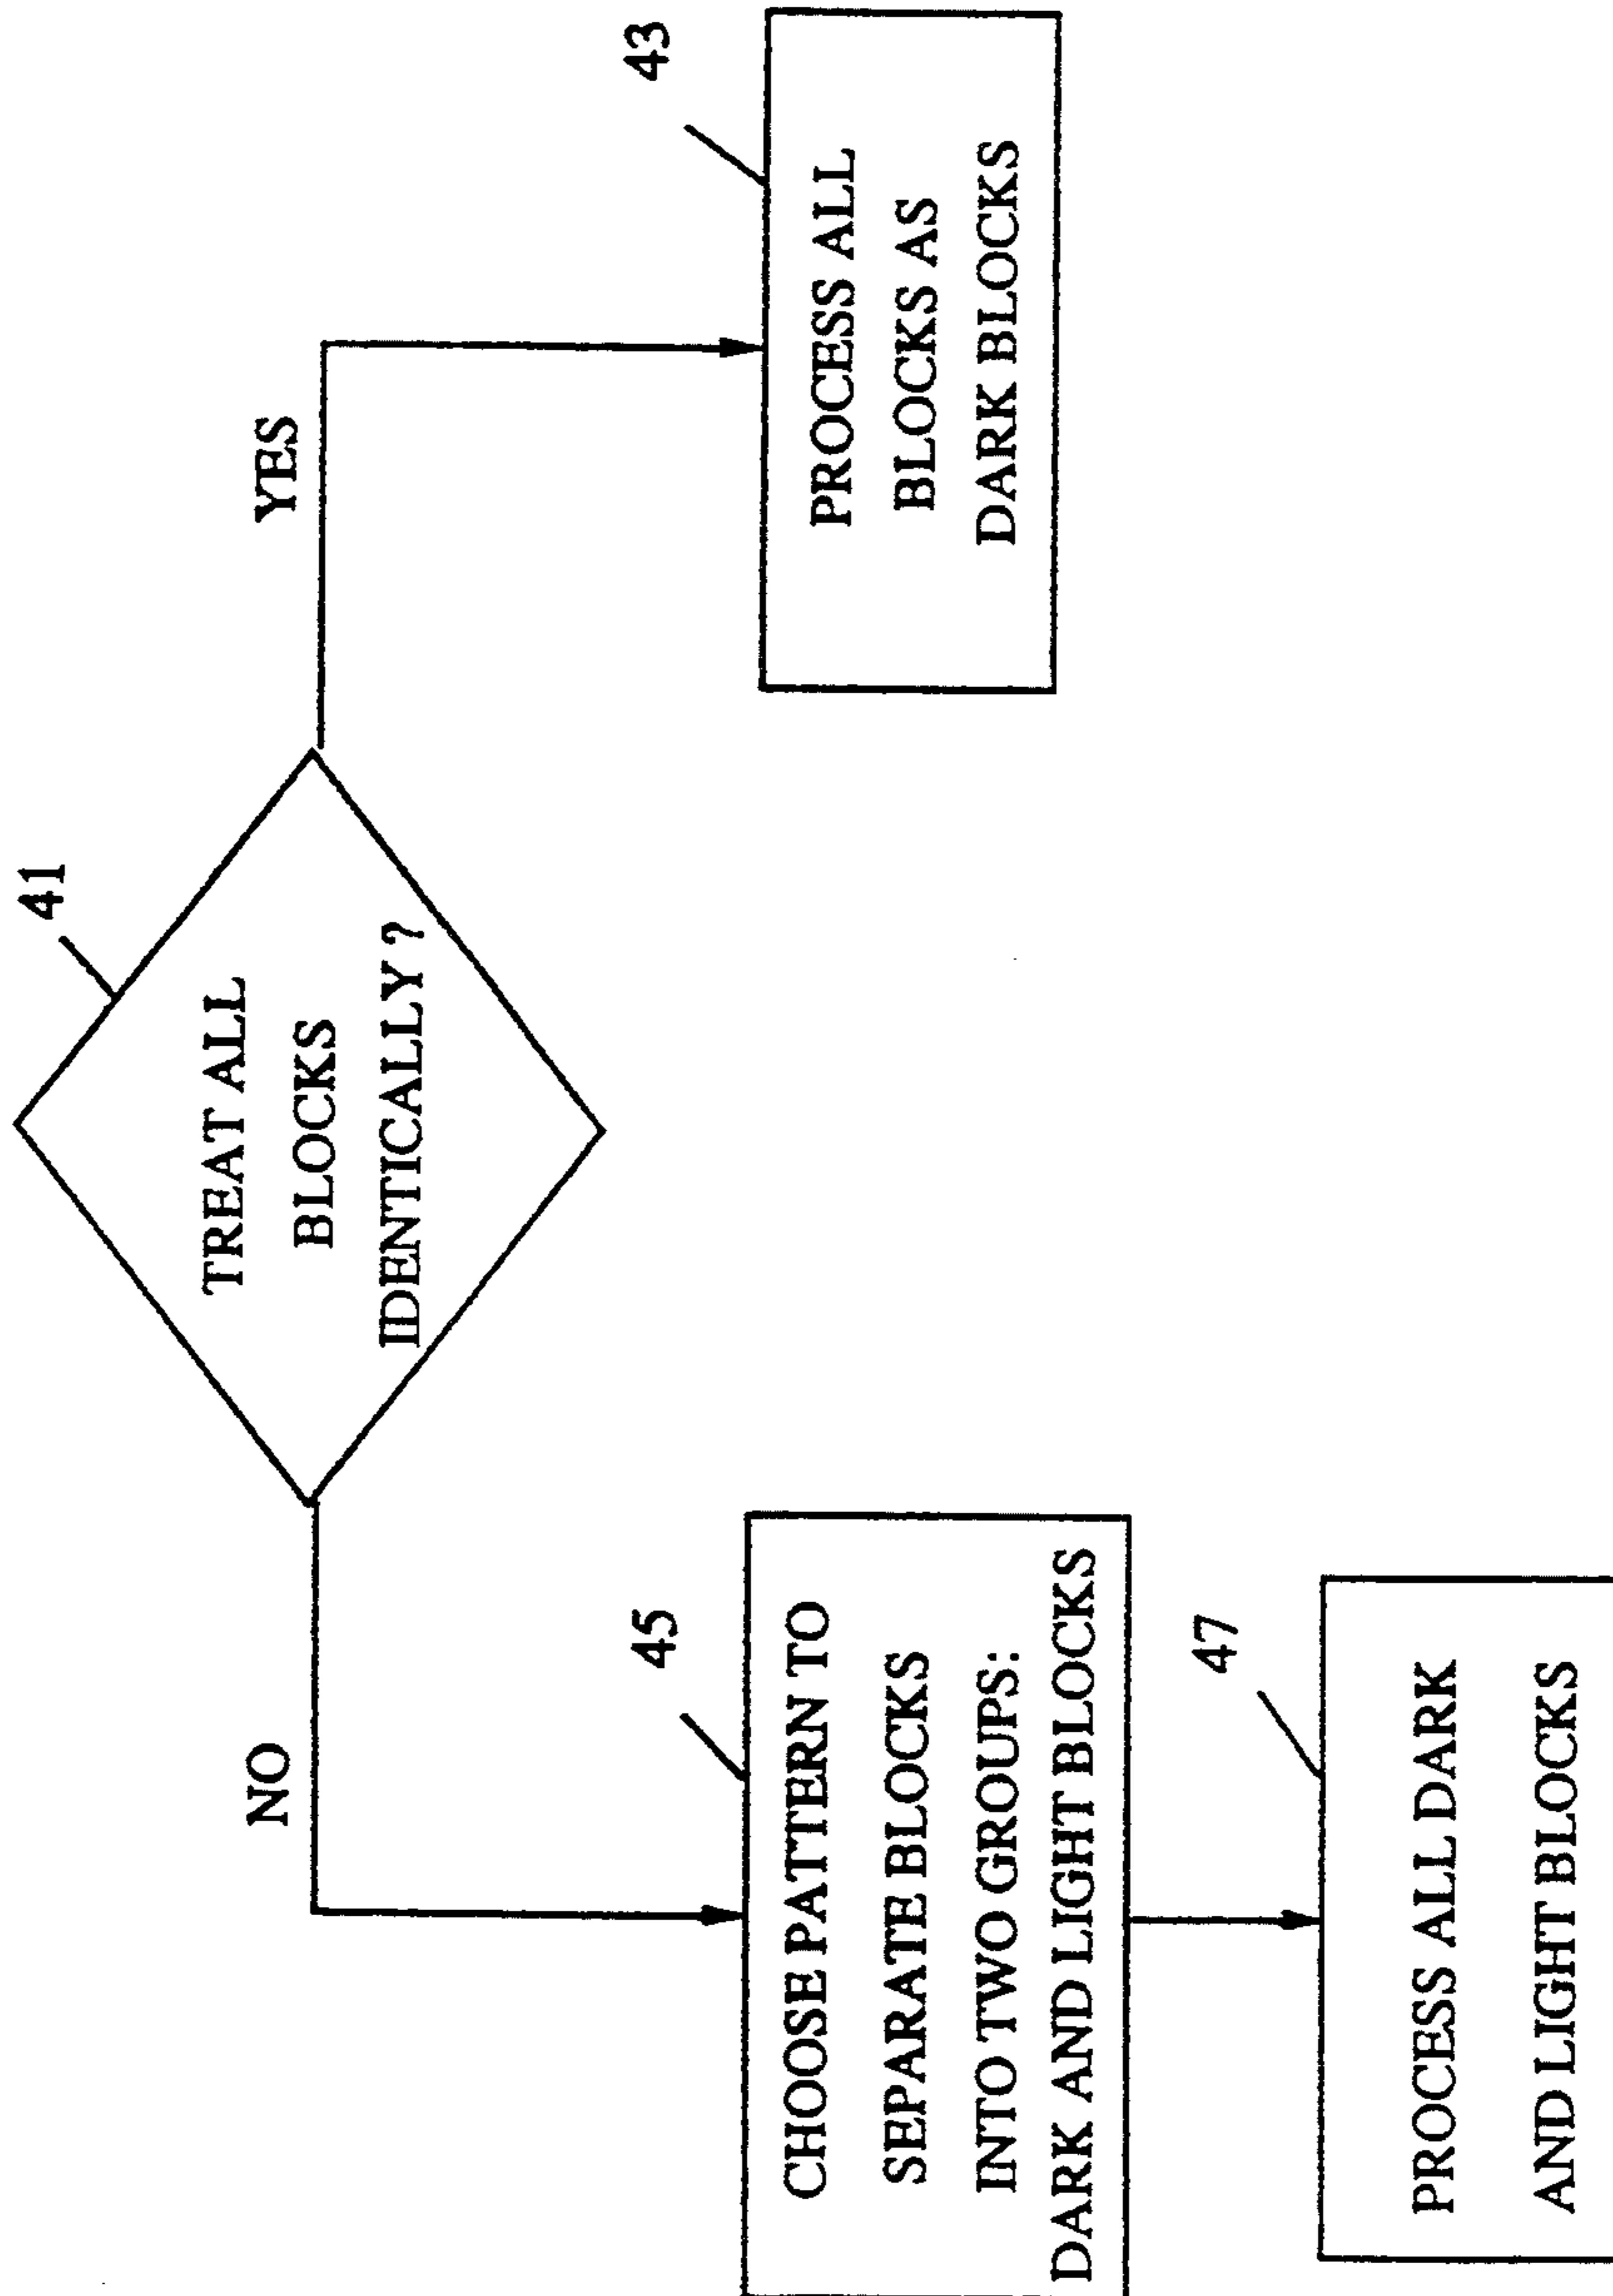 41
TREAT ALL
BLOCKS
IDENTICALLY ?
NO
YES
45
CHOOSE PATTERN TO
SEPARATE BLOCKS
INTO TWO GROUPS:
DARK AND LIGHT BLOCKS
43
PROCESS ALL
BLOCKS AS
DARK BLOCKS
47
PROCESS ALL DARK
AND LIGHT BLOCKS